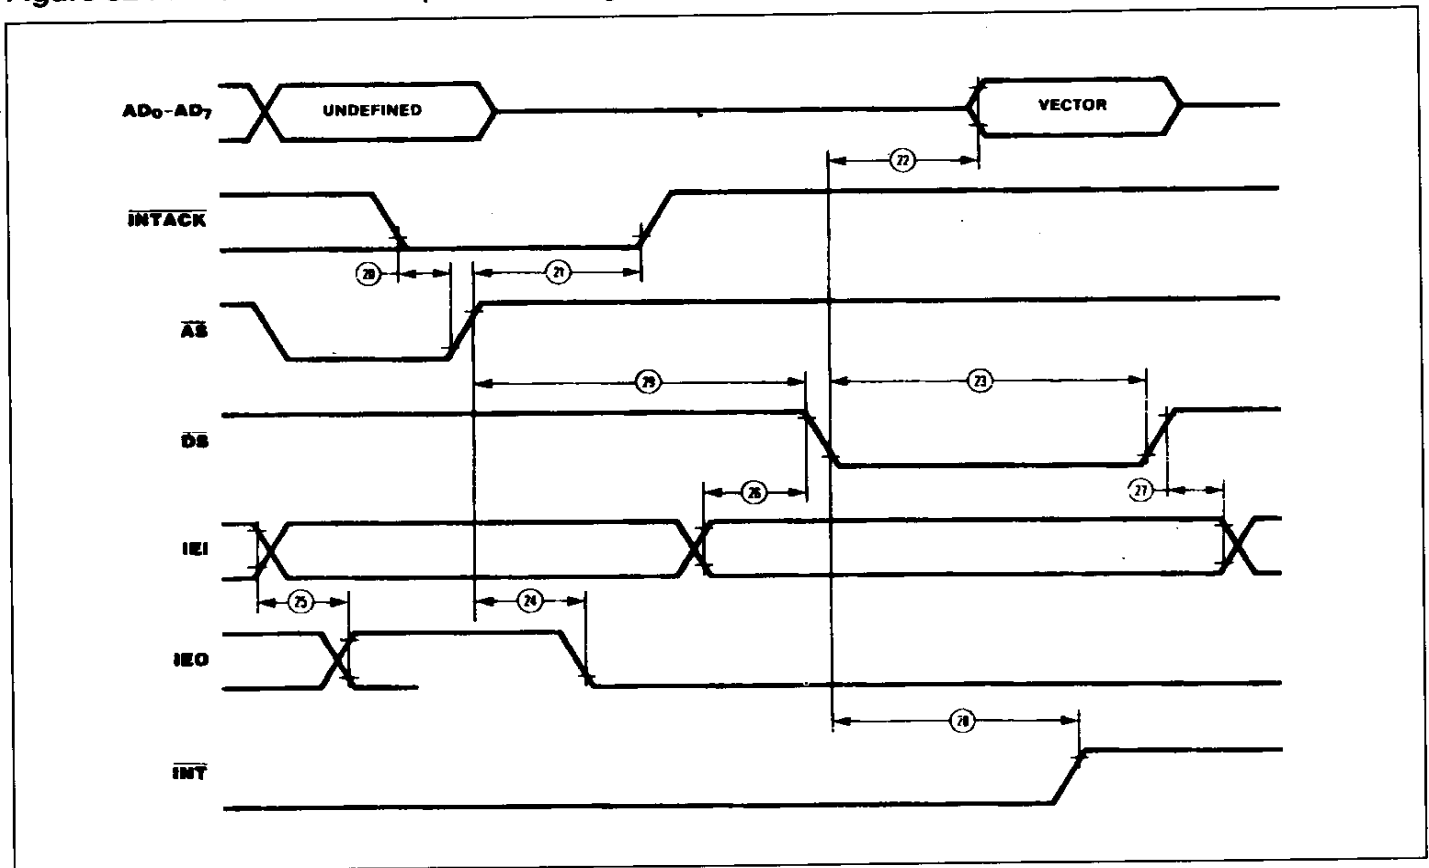 AD₀-AD₇
UNDEFINED
VECTOR
22
INTACK
20
21
AS
29
23
DS
26
27
IEI
25
24
IEO
28
INT